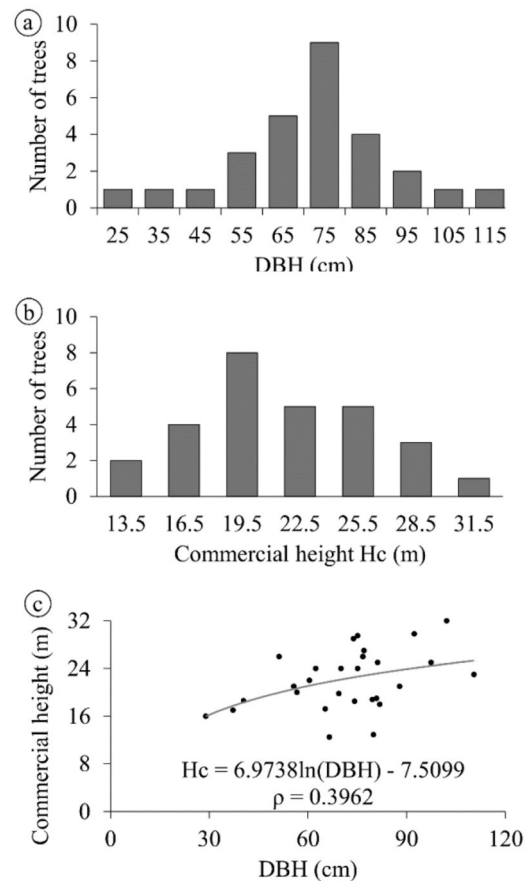 a
Number of trees
10
8
6
4
2
0
25 35 45 55 65 75 85 95 105 115
DBH (cm)
b
Number of trees
10
8
6
4
2
0
13.5 16.5 19.5 22.5 25.5 28.5 31.5
Commercial height Hc (m)
c
Commercial height (m)
32
24
16
8
0
Hc = 6.9738ln(DBH) - 7.5099
ρ = 0.3962
0 30 60 90 120
DBH (cm)